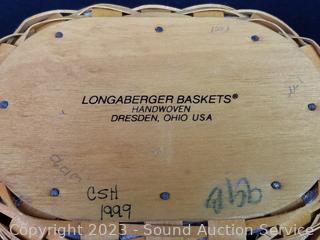 LONGABERGER BASKETS®
HANDWOVEN
DRESDEN, OHIO USA
CSH
1999
Copyright 2023 - Sound Auction Service